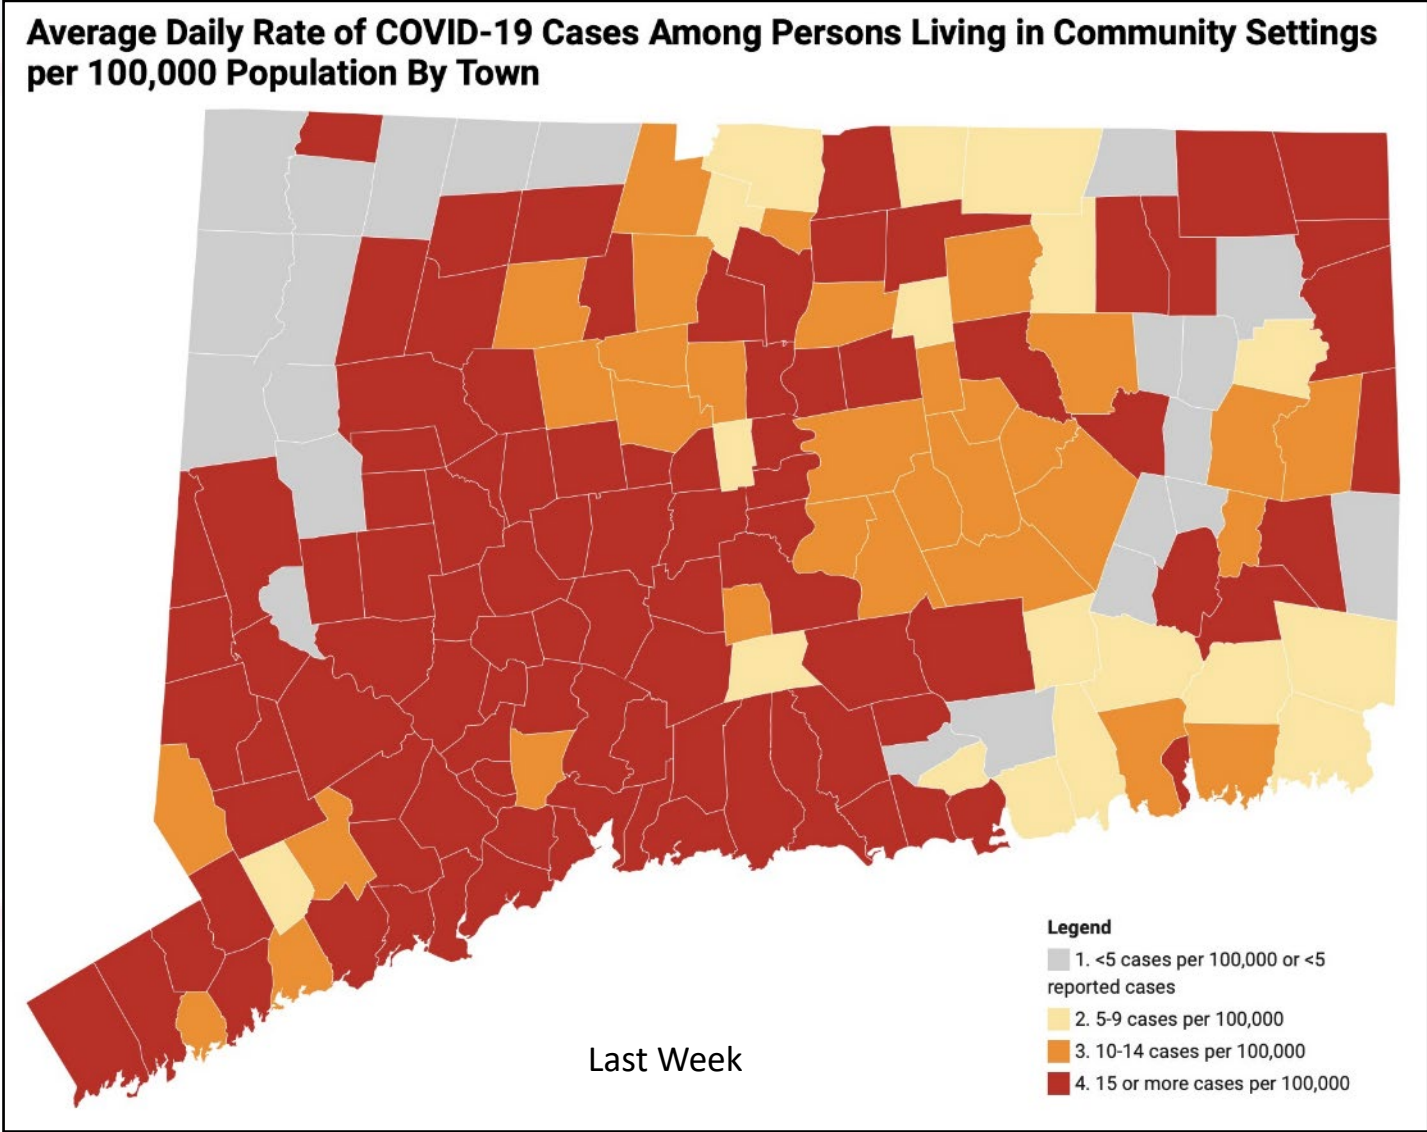 Average Daily Rate of COVID-19 Cases Among Persons Living in Community Settings
per 100,000 Population By Town
Last Week
Legend
1. <5 cases per 100,000 or <5
reported cases
2. 5-9 cases per 100,000
3. 10-14 cases per 100,000
4. 15 or more cases per 100,000